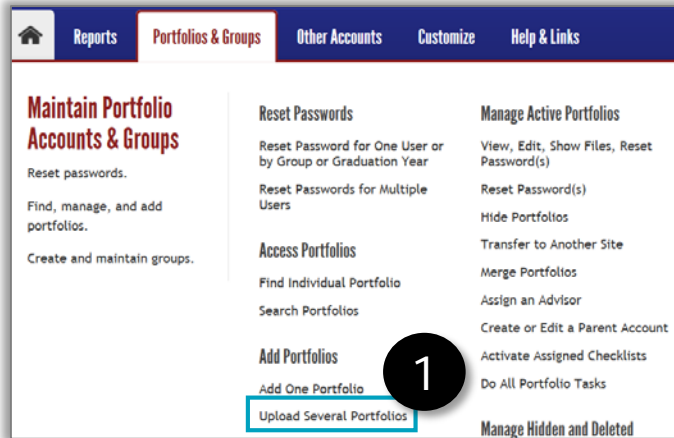 Reports Portfolios & Groups Other Accounts Customize Help & Links
Maintain Portfolio
Accounts & Groups
Reset passwords.
Find, manage, and add
portfolios.
Create and maintain groups.
Reset Passwords
Reset Password for One User or
by Group or Graduation Year
Reset Passwords for Multiple
Users
Access Portfolios
Find Individual Portfolio
Search Portfolios
Add Portfolios
Add One Portfolio
Upload Several Portfolios
1
Manage Active Portfolios
View, Edit, Show Files, Reset
Password(s)
Reset Password(s)
Hide Portfolios
Transfer to Another Site
Merge Portfolios
Assign an Advisor
Create or Edit a Parent Account
Activate Assigned Checklists
Do All Portfolio Tasks
Manage Hidden and Deleted